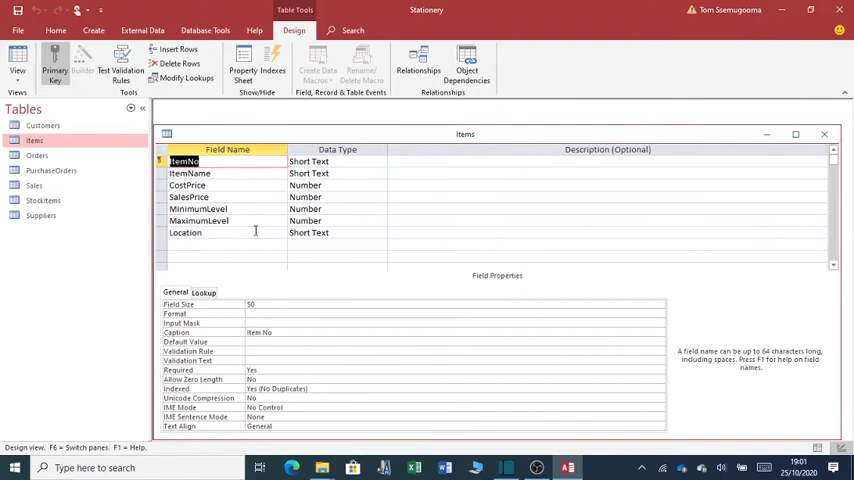 Table Tools
Stationery
Tom Ssemugooma
File
Home
Create
External Data
Database Tools
Help
Design
Search
View
Primary Key
Builder
Test Validation Rules
Insert Rows
Delete Rows
Modify Lookups
Property Sheet
Indexes
Create Data Macros
Rename/ Delete Macro
Relationships
Object Dependencies
Views
Tools
Show/Hide
Field, Record & Table Events
Relationships
Tables
Customers
Items
Orders
PurchaseOrders
Sales
StockItems
Suppliers
Items
Field Name Data Type Description (Optional)
ItemNo Short Text
ItemName Short Text
CostPrice Number
SalesPrice Number
MinimumLevel Number
MaximumLevel Number
Location Short Text
Field Properties
General Lookup
Field Size 50
Format
Input Mask
Caption Item No
Default Value
Validation Rule
Validation Text
Required Yes
Allow Zero Length No
Indexed Yes (No Duplicates)
Unicode Compression No
IME Mode No Control
IME Sentence Mode None
Text Align General
A field name can be up to 64 characters long,
including spaces. Press F1 for help on field
names.
Design view. F6 = Switch panes. F1 = Help.
Type here to search
19:01
25/10/2020